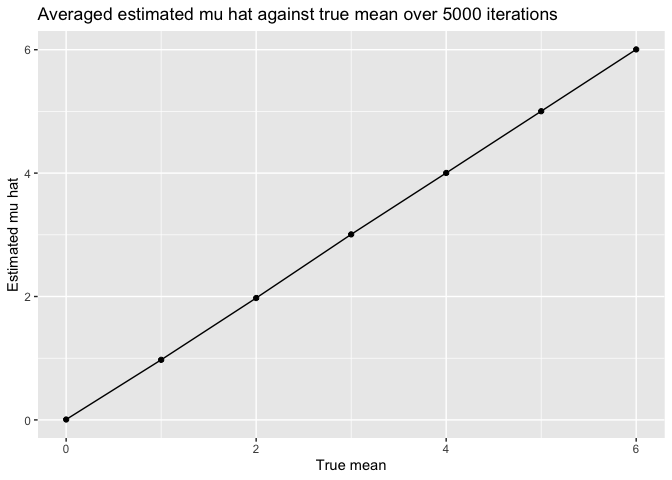 Averaged estimated mu hat against true mean over 5000 iterations
6
4
2
0
Estimated mu hat
0 2 4 6
True mean